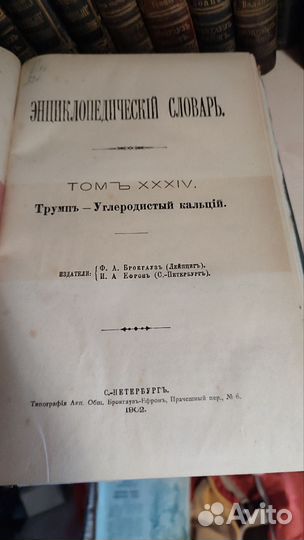 ЭНЦИКЛОПЕДИЧЕСКІЙ СЛОВАРЬ.
ТОМЪ XXXIV.
Трумпъ — Углеродистый кальцій.
ИЗДАТЕЛИ: { Ф. А. Брокгаузъ (Лейпцигъ).
И. А. Ефронъ (С.-Петербургъ).
С.-ПЕТЕРБУРГЪ.
Типографія Акц. Общ. Брокгаузъ-Ефронъ, Прачешный пер., № 6.
1902.
Avito